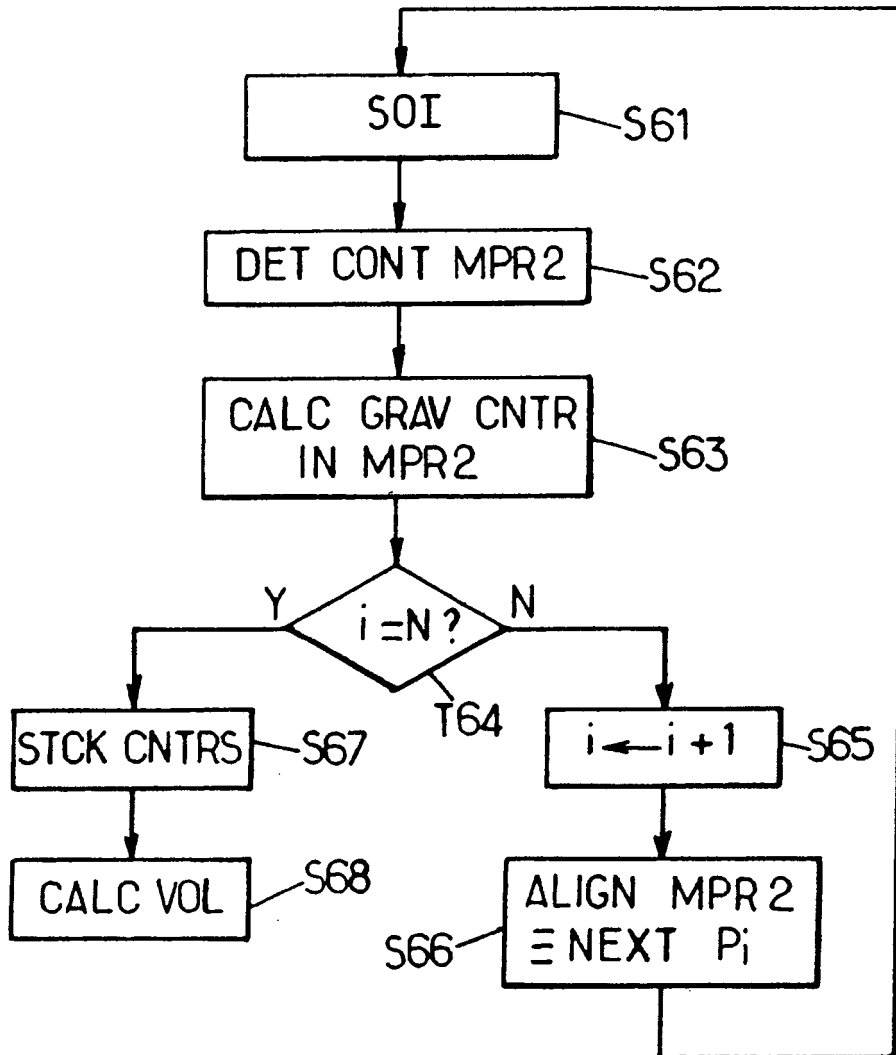 SOI
S61
DET CONT MPR2
S62
CALC GRAV CNTR
IN MPR2
S63
Y
i=N?
N
T64
STCK CNTRS
S67
i←i+1
S65
CALC VOL
S68
ALIGN MPR2
≡NEXT Pi
S66